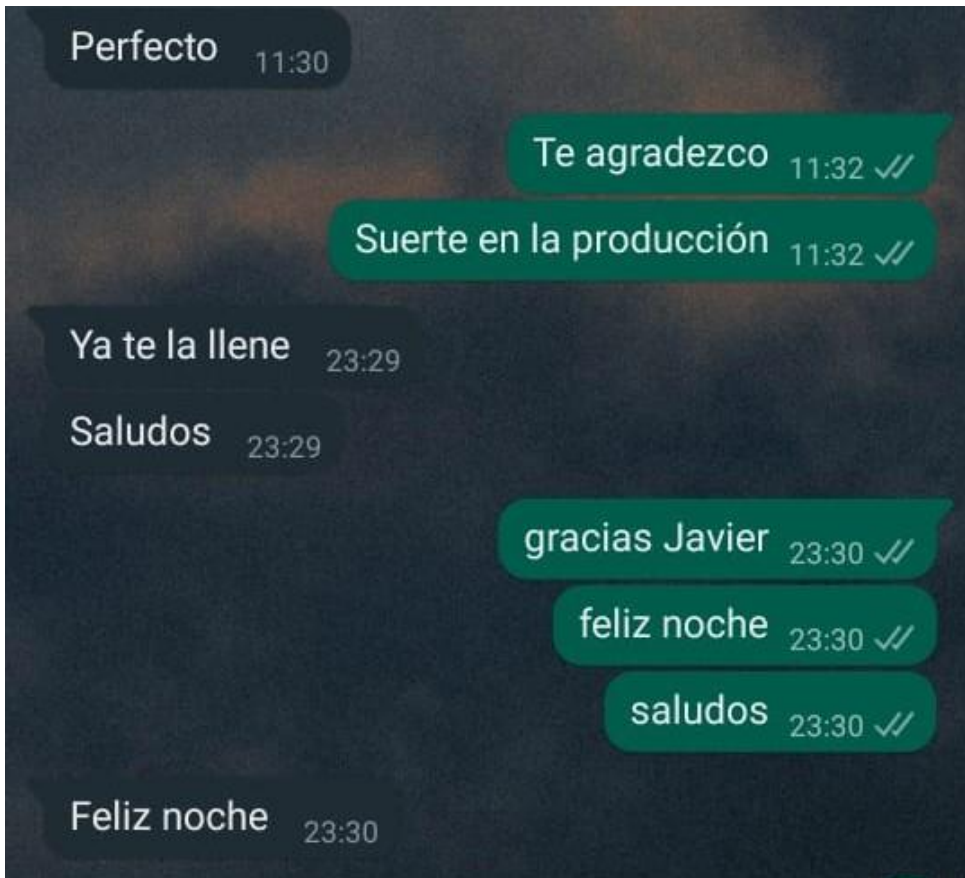 Perfecto 11:30
Te agradezco 11:32
Suerte en la producción 11:32
Ya te la llene 23:29
Saludos 23:29
gracias Javier 23:30
feliz noche 23:30
saludos 23:30
Feliz noche 23:30